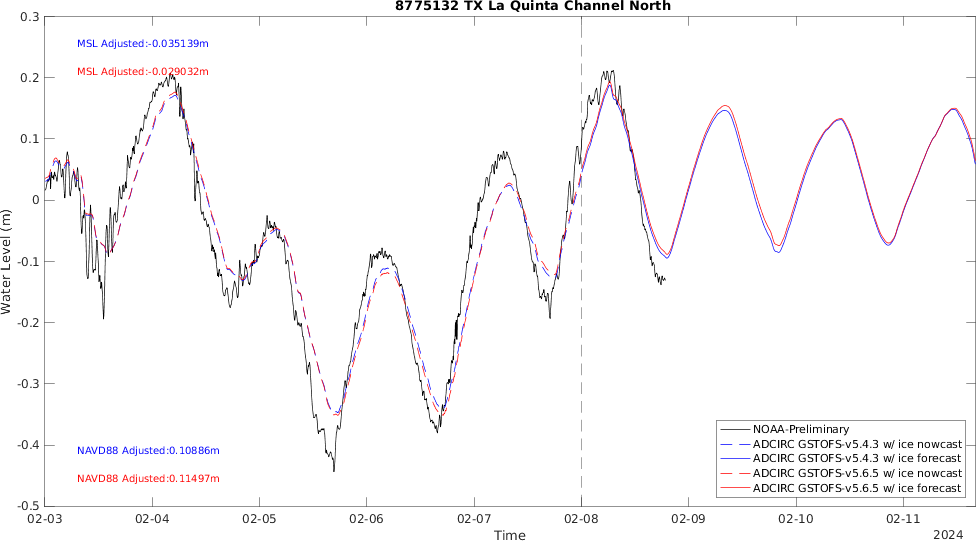 8775132 TX La Quinta Channel North
0.3
0.2
0.1
0
-0.1
-0.2
-0.3
-0.4
-0.5
Water Level (m)
MSL Adjusted:-0.035139m
MSL Adjusted:-0.029032m
NAVD88 Adjusted:0.10886m
NAVD88 Adjusted:0.11497m
NOAA-Preliminary
ADCIRC GSTOFS-v5.4.3 w/ ice nowcast
ADCIRC GSTOFS-v5.4.3 w/ ice forecast
ADCIRC GSTOFS-v5.6.5 w/ ice nowcast
ADCIRC GSTOFS-v5.6.5 w/ ice forecast
02-03 02-04 02-05 02-06 02-07 02-08 02-09 02-10 02-11
Time
2024